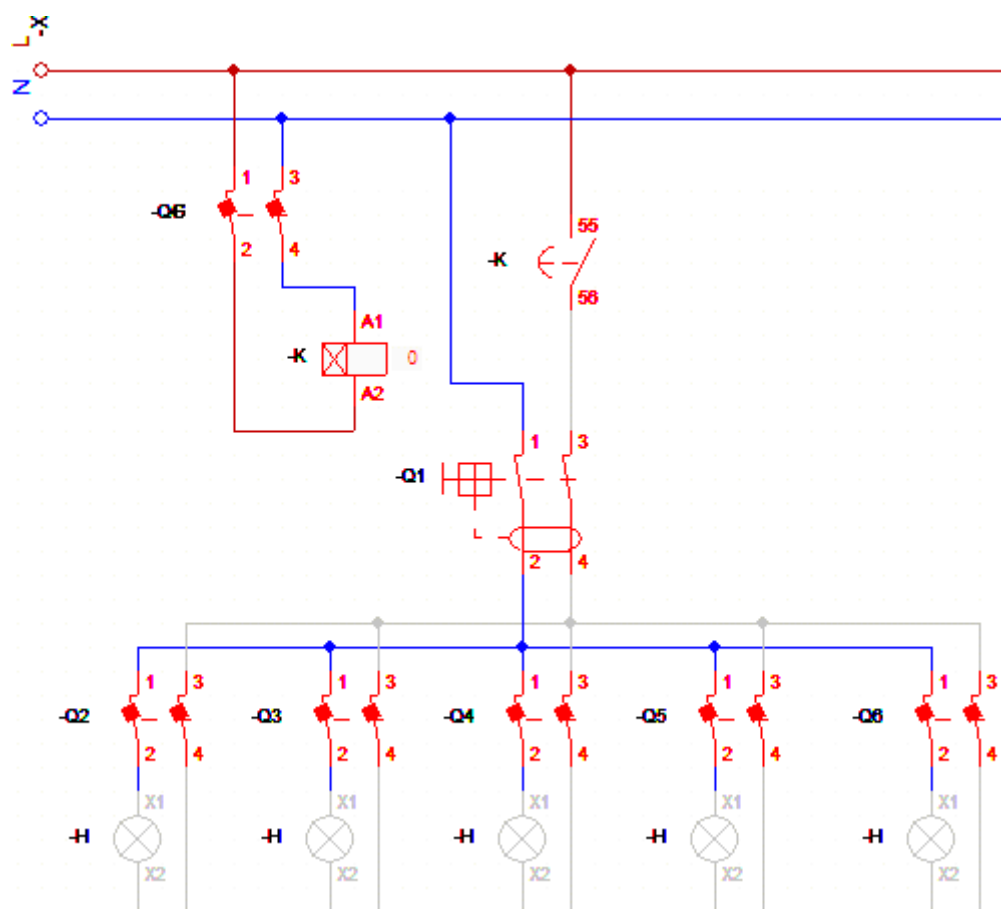 -X
L
N
1 3
-Q6
2 4
55
-K
56
A1
-K 0
A2
1 3
-Q1
2 4
1 3 1 3 1 3 1 3 1 3
-Q2 -Q3 -Q4 -Q5 -Q6
2 4 2 4 2 4 2 4 2 4
X1 X1 X1 X1 X1
-H -H -H -H -H
X2 X2 X2 X2 X2